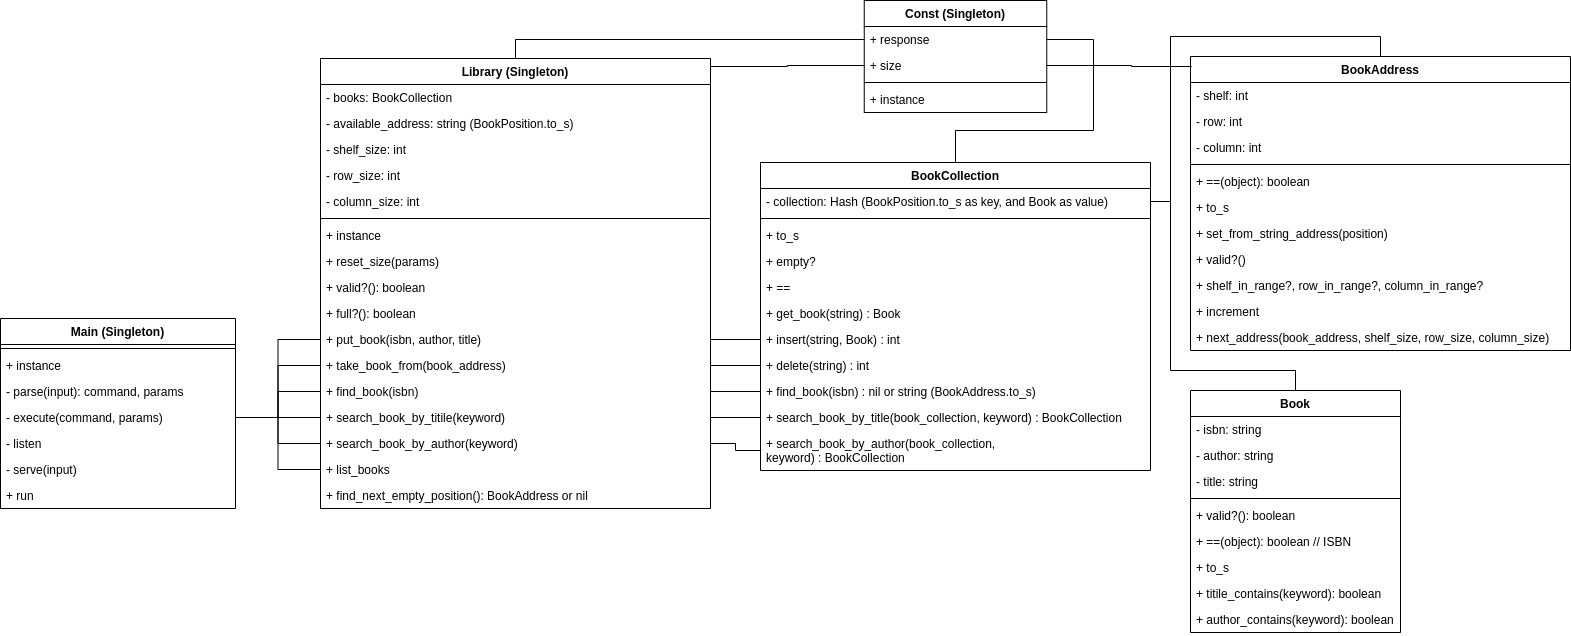 Const (Singleton)
+ response
+ size
+ instance
Library (Singleton)
- books: BookCollection
- available_address: string (BookPosition.to_s)
- shelf_size: int
- row_size: int
- column_size: int
+ instance
+ reset_size(params)
+ valid?(): boolean
+ full?(): boolean
+ put_book(isbn, author, title)
+ take_book_from(book_address)
+ find_book(isbn)
+ search_book_by_titile(keyword)
+ search_book_by_author(keyword)
+ list_books
+ find_next_empty_position(): BookAddress or nil
Main (Singleton)
+ instance
- parse(input): command, params
- execute(command, params)
- listen
- serve(input)
+ run
BookCollection
- collection: Hash (BookPosition.to_s as key, and Book as value)
+ to_s
+ empty?
+ ==
+ get_book(string) : Book
+ insert(string, Book) : int
+ delete(string) : int
+ find_book(isbn) : nil or string (BookAddress.to_s)
+ search_book_by_title(book_collection, keyword) : BookCollection
+ search_book_by_author(book_collection,
keyword) : BookCollection
BookAddress
- shelf: int
- row: int
- column: int
+ ==(object): boolean
+ to_s
+ set_from_string_address(position)
+ valid?()
+ shelf_in_range?, row_in_range?, column_in_range?
+ increment
+ next_address(book_address, shelf_size, row_size, column_size)
Book
- isbn: string
- author: string
- title: string
+ valid?(): boolean
+ ==(object): boolean // ISBN
+ to_s
+ titile_contains(keyword): boolean
+ author_contains(keyword): boolean